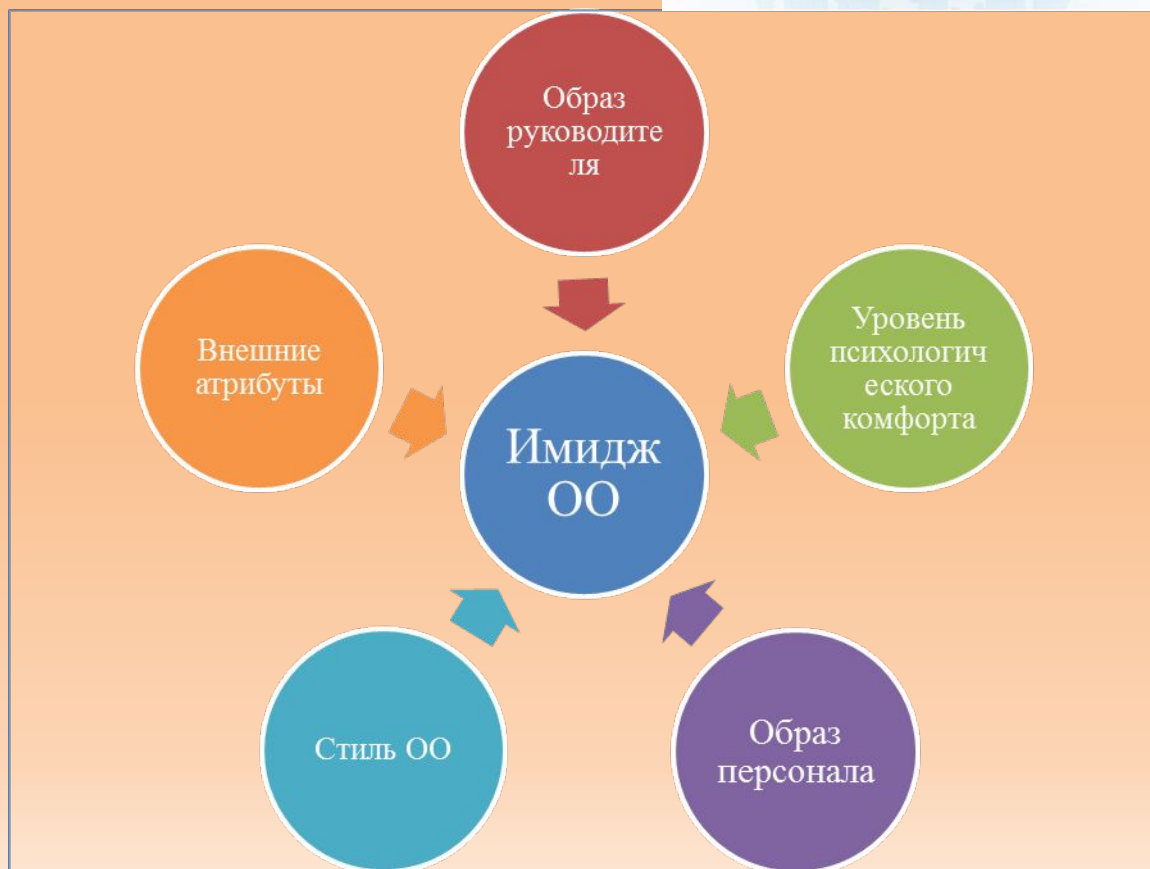 Образ
руководите
ля
Внешние
атрибуты
Уровень
психологич
еского
комфорта
Имидж
ОО
Стиль ОО
Образ
персонала